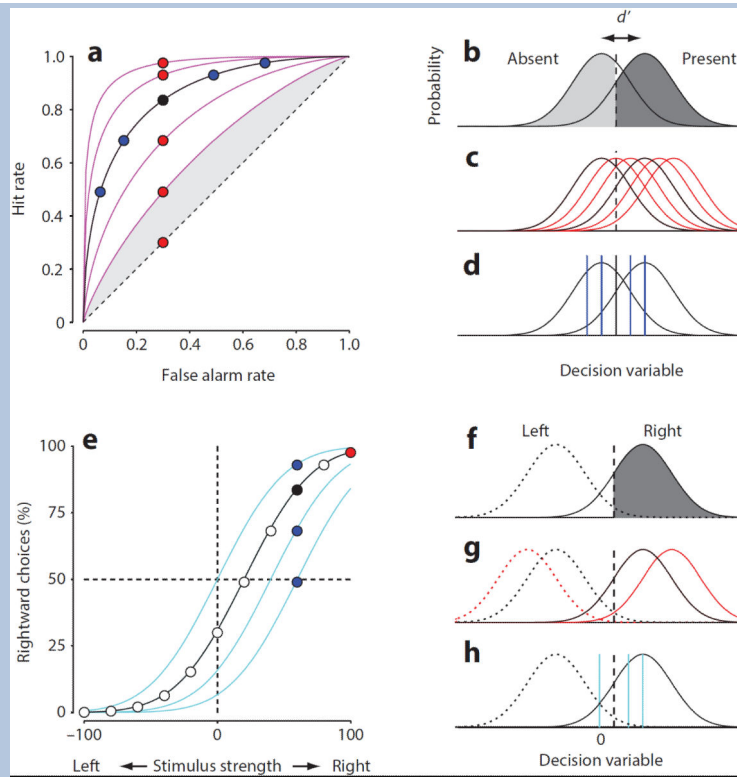 a
1.0
0.8
0.6
0.4
0.2
0
Hit rate
0 0.2 0.4 0.6 0.8 1.0
False alarm rate
d′
b
Absent Present
Probability
c
d
Decision variable
e
100
75
50
25
0
Rightward choices (%)
–100 0 100
Left Stimulus strength Right
f
Left Right
g
h
0
Decision variable